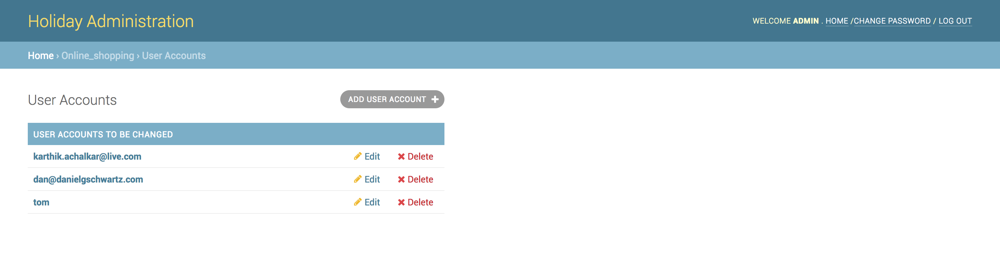 Holiday Administration
WELCOME ADMIN . HOME /CHANGE PASSWORD / LOG OUT
Home › Online_shopping › User Accounts
User Accounts
ADD USER ACCOUNT +
USER ACCOUNTS TO BE CHANGED
karthik.achalkar@live.com Edit Delete
dan@danielgschwartz.com Edit Delete
tom Edit Delete